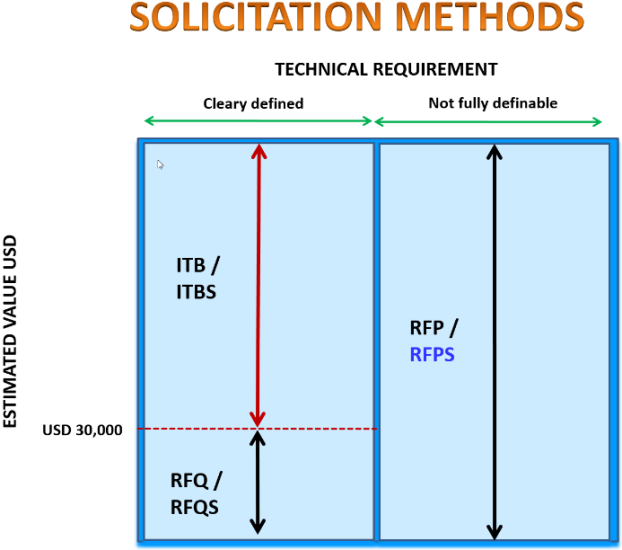 SOLICITATION METHODS
TECHNICAL REQUIREMENT
Cleary defined
Not fully definable
ESTIMATED VALUE USD
ITB /
ITBS
RFP /
RFPS
USD 30,000
RFQ /
RFQS